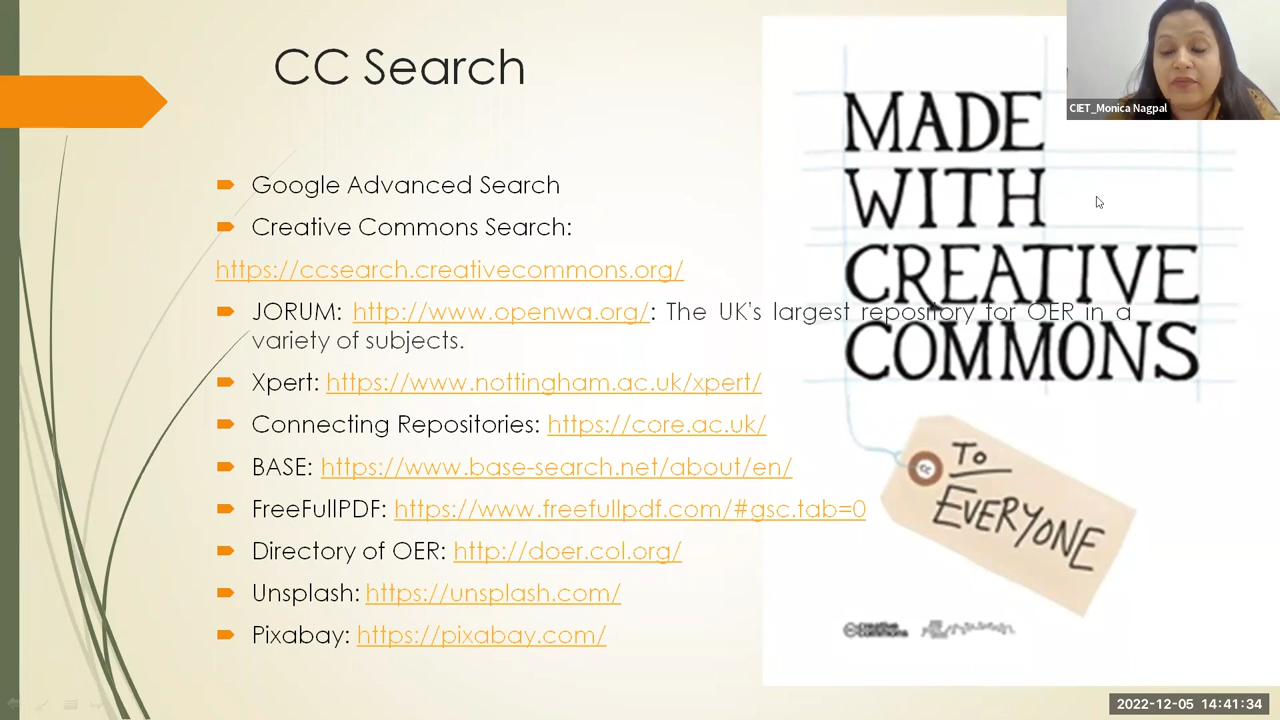 CC Search
Google Advanced Search
Creative Commons Search:
https://ccsearch.creativecommons.org/
JORUM: http://www.openwa.org/: The UK's largest repository for OER in a
variety of subjects.
Xpert: https://www.nottingham.ac.uk/xpert/
Connecting Repositories: https://core.ac.uk/
BASE: https://www.base-search.net/about/en/
FreeFullPDF: https://www.freefullpdf.com/#gsc.tab=0
Directory of OER: http://doer.col.org/
Unsplash: https://unsplash.com/
Pixabay: https://pixabay.com/
MADE
WITH
CREATIVE
COMMONS
cc
TO
EVERYONE
creative
commons
CIET_Monica Nagpal
2022-12-05 14:41:34